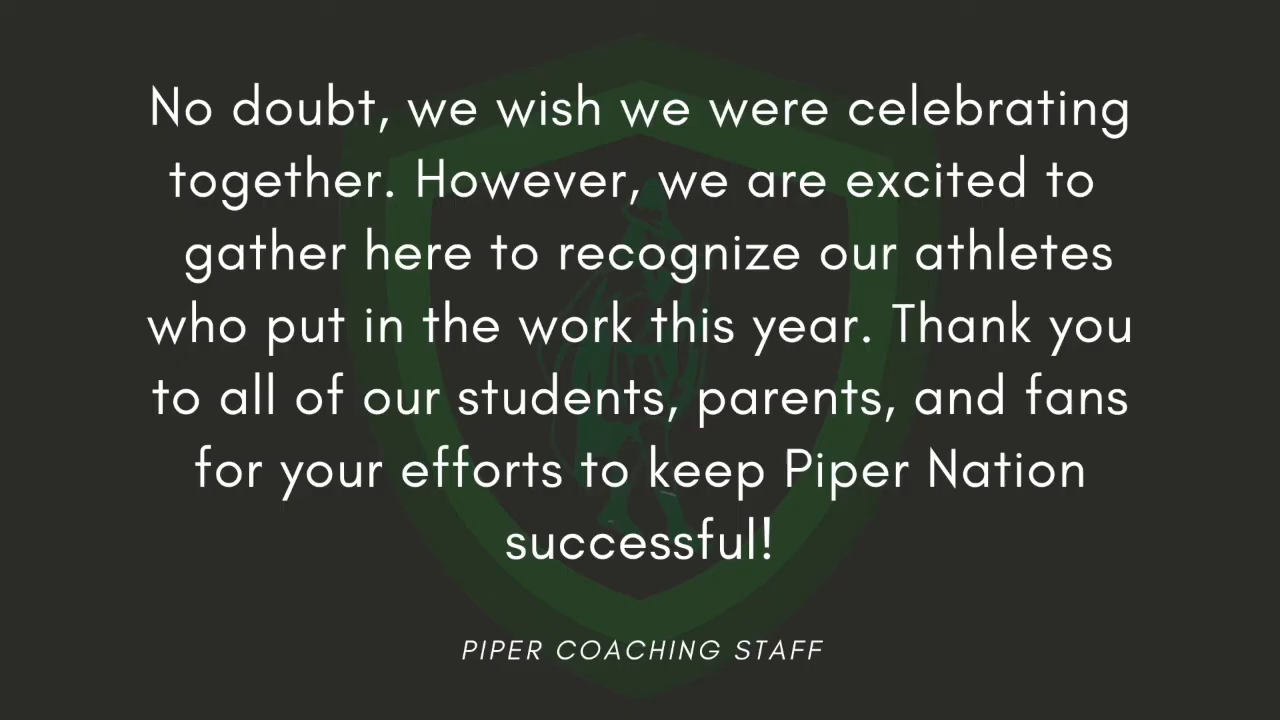 No doubt, we wish we were celebrating
together. However, we are excited to
gather here to recognize our athletes
who put in the work this year. Thank you
to all of our students, parents, and fans
for your efforts to keep Piper Nation
successful!
PIPER COACHING STAFF